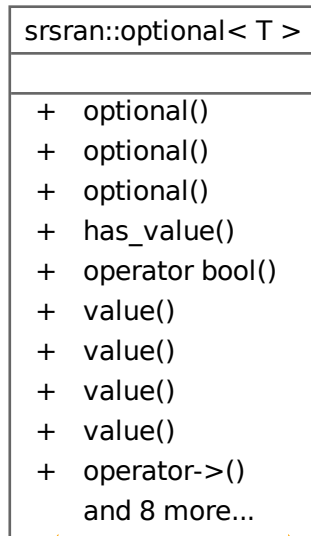 srsran::optional< T >
+ optional()
+ optional()
+ optional()
+ has_value()
+ operator bool()
+ value()
+ value()
+ value()
+ value()
+ operator->()
and 8 more...